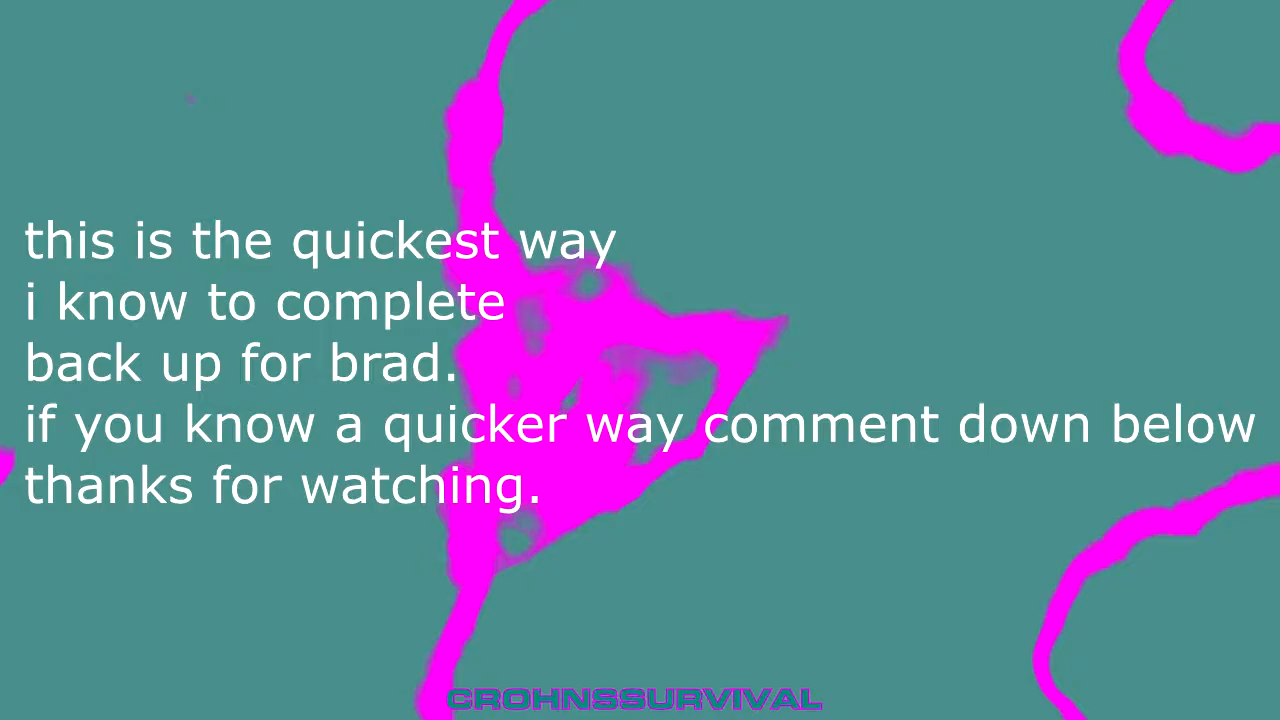 this is the quickest way
i know to complete
back up for brad.
if you know a quicker way comment down below
thanks for watching.
CROHNSSURVIVAL